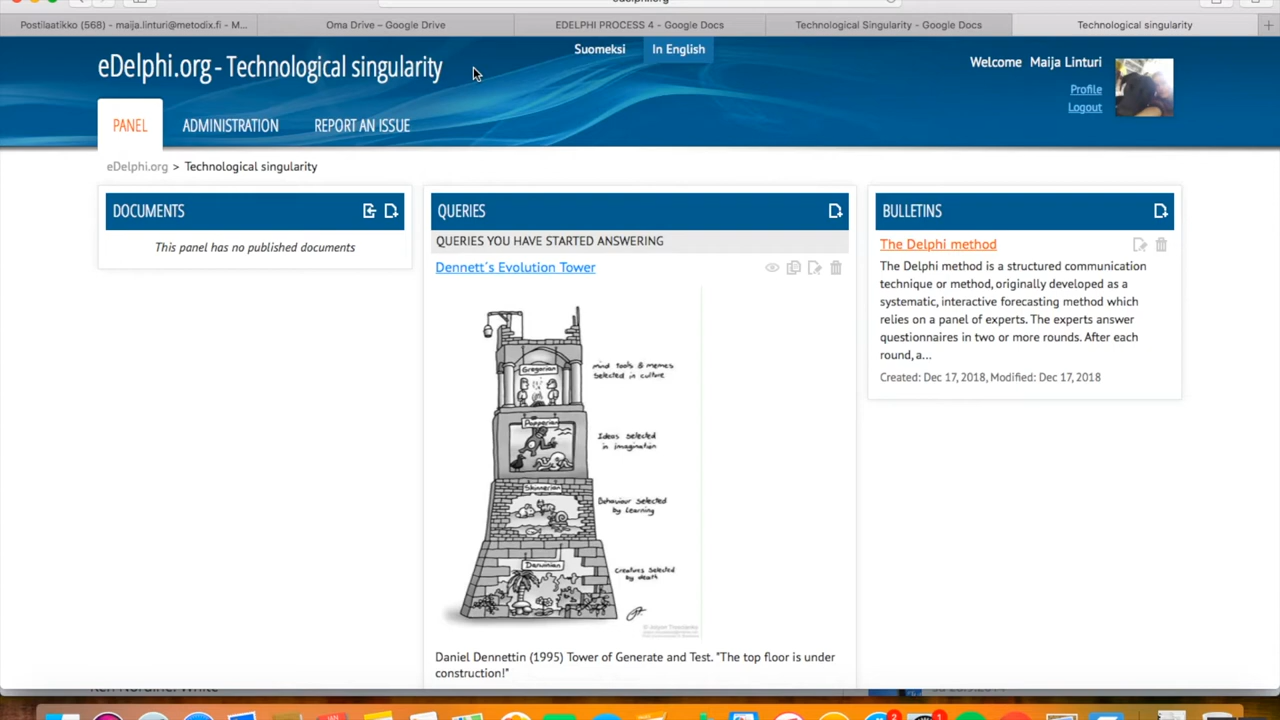 Postilaatikko (568) - maija.linturi@metodix.fi - M...
Oma Drive – Google Drive
EDELPHI PROCESS 4 - Google Docs
Technological Singularity - Google Docs
Technological singularity
eDelphi.org - Technological singularity
Suomeksi
In English
Welcome Maija Linturi
Profile
Logout
PANEL
ADMINISTRATION
REPORT AN ISSUE
eDelphi.org > Technological singularity
DOCUMENTS
This panel has no published documents
QUERIES
QUERIES YOU HAVE STARTED ANSWERING
Dennett´s Evolution Tower
Gregorian
mind tools & memes
selected in culture
Popperian
Ideas selected
in imagination
Skinnerian
Behaviour selected
by learning
Darwinian
Creatures selected
by death
Daniel Dennettin (1995) Tower of Generate and Test. "The top floor is under
construction!"
BULLETINS
The Delphi method
The Delphi method is a structured communication
technique or method, originally developed as a
systematic, interactive forecasting method which
relies on a panel of experts. The experts answer
questionnaires in two or more rounds. After each
round, a...
Created: Dec 17, 2018, Modified: Dec 17, 2018